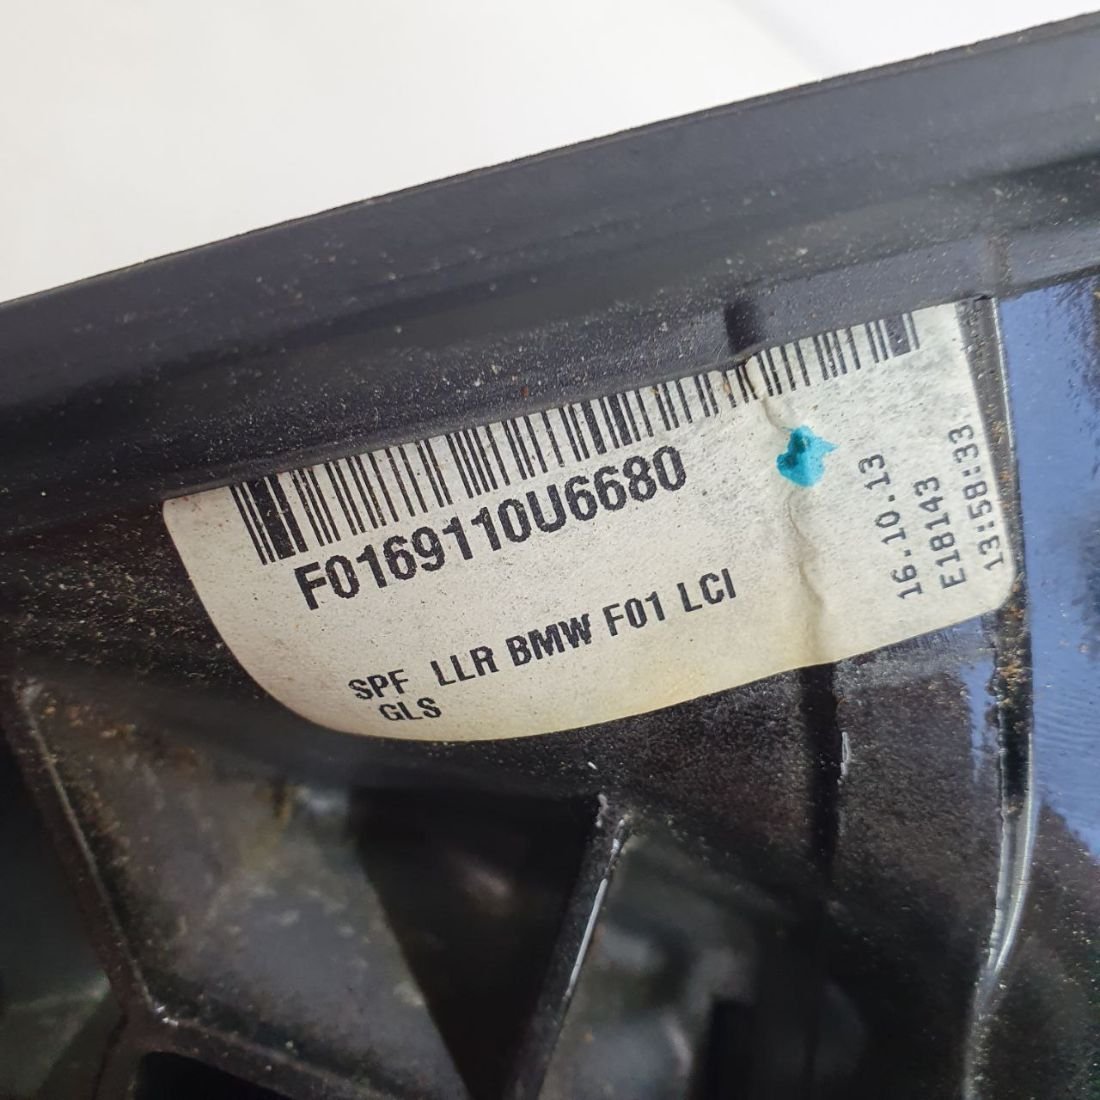 F0169110U6680
SPF LLR BMW F01 LCI
GLS
16.10.13
E18143
13:58:33